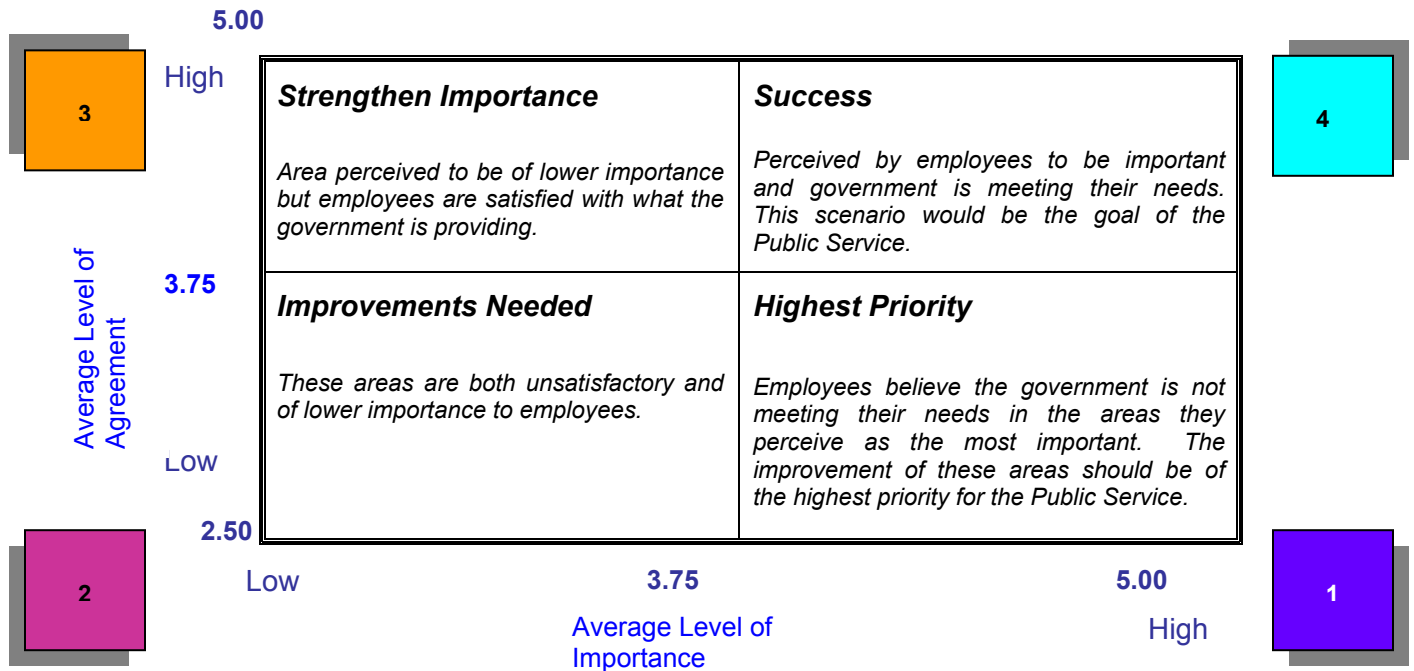 5.00
High
3
4
Strengthen Importance
Area perceived to be of lower importance
but employees are satisfied with what the
government is providing.
Success
Perceived by employees to be important
and government is meeting their needs.
This scenario would be the goal of the
Public Service.
Average Level of
Agreement
3.75
Improvements Needed
These areas are both unsatisfactory and
of lower importance to employees.
Highest Priority
Employees believe the government is not
meeting their needs in the areas they
perceive as the most important. The
improvement of these areas should be of
the highest priority for the Public Service.
Low
2.50
2
1
Low
3.75
5.00
Average Level of
Importance
High